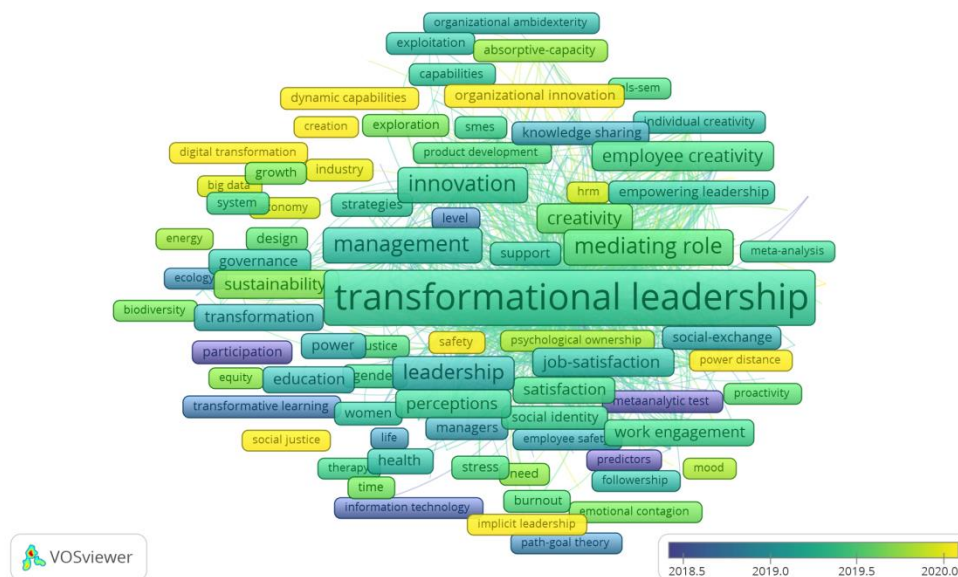 organizational ambidexterity
exploitation
absorptive-capacity
capabilities
dynamic capabilities
organizational innovation
pls-sem
creation
exploration
smes
knowledge sharing
individual creativity
digital transformation
growth
industry
product development
employee creativity
innovation
big data
system
strategies
hrm
empowering leadership
level
creativity
energy
design
management
support
mediating role
meta-analysis
governance
ecology
sustainability
transformational leadership
biodiversity
transformation
participation
power
justice
safety
psychological ownership
social-exchange
power distance
equity
education
gender
leadership
job-satisfaction
satisfaction
proactivity
transformative learning
women
perceptions
social identity
metaanalytic test
managers
work engagement
social justice
life
employee safety
health
predictors
mood
therapy
stress
need
followership
time
information technology
burnout
emotional contagion
implicit leadership
path-goal theory
VOSviewer
2018.5 2019.0 2019.5 2020.0